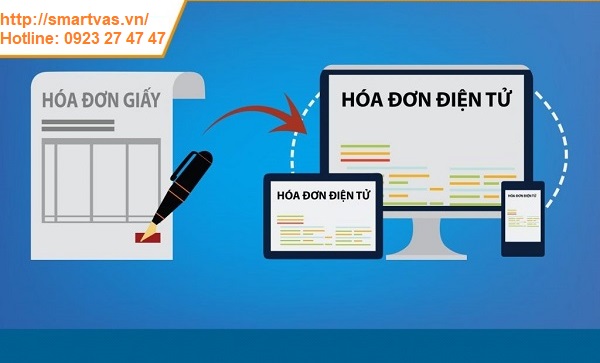 http://smartvas.vn/
Hotline: 0923 27 47 47
HÓA ĐƠN GIẤY
HÓA ĐƠN ĐIỆN TỬ
HÓA ĐƠN ĐIỆN TỬ
HÓA ĐƠN ĐIỆN TỬ